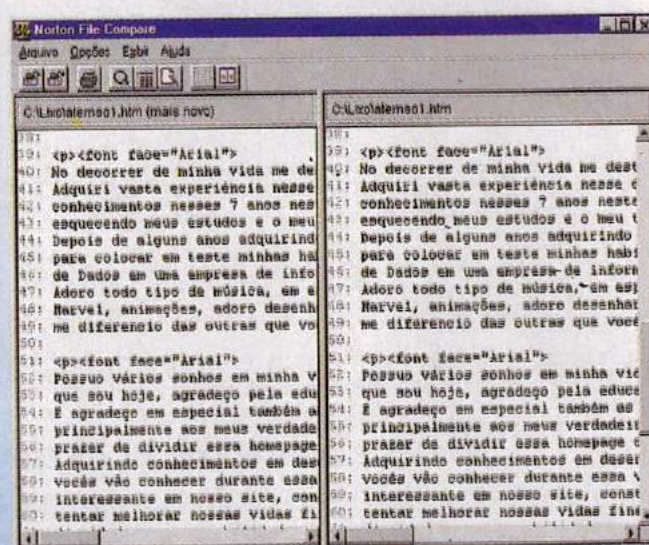 Norton File Compare
Arquivo Opções Exibir Ajuda
C:\Lixo\atemso1.htm (mais novo)
C:\Lixo\atemso1.htm
38:
39: <p><font face="Arial">
40: No decorrer de minha vida me de
41: Adquiri vasta experiência nesse
42: conhecimentos nesses 7 anos nes
43: esquecendo meus estudos e o meu
44: Depois de alguns anos adquirind
45: para colocar em teste minhas ha
46: de Dados em uma empresa de info
47: Adoro todo tipo de música, em e
48: Marvel, animações, adoro desenh
49: me diferencio das outras que vo
50:
51: <p><font face="Arial">
52: Possuo vários sonhos em minha v
53: que sou hoje, agradeço pela edu
54: E agradeço em especial também a
55: principalmente aos meus verdade
56: prazer de dividir essa homepage
57: Adquirindo conhecimentos em des
58: vocês vão conhecer durante essa
59: interessante em nosso site, con
60: tentar melhorar nossas vidas fi
38:
39: <p><font face="Arial">
40: No decorrer de minha vida me dest
41: Adquiri vasta experiência nesse c
42: conhecimentos nesses 7 anos neste
43: esquecendo meus estudos e o meu t
44: Depois de alguns anos adquirindo
45: para colocar em teste minhas habi
46: de Dados em uma empresa de inform
47: Adoro todo tipo de música, em esp
48: Marvel, animações, adoro desenhar
49: me diferencio das outras que você
50:
51: <p><font face="Arial">
52: Possuo vários sonhos em minha vid
53: que sou hoje, agradeço pela educa
54: E agradeço em especial também as
55: principalmente aos meus verdadeir
56: prazer de dividir essa homepage c
57: Adquirindo conhecimentos em deser
58: vocês vão conhecer durante essa v
59: interessante em nosso site, const
60: tentar melhorar nossas vidas fina